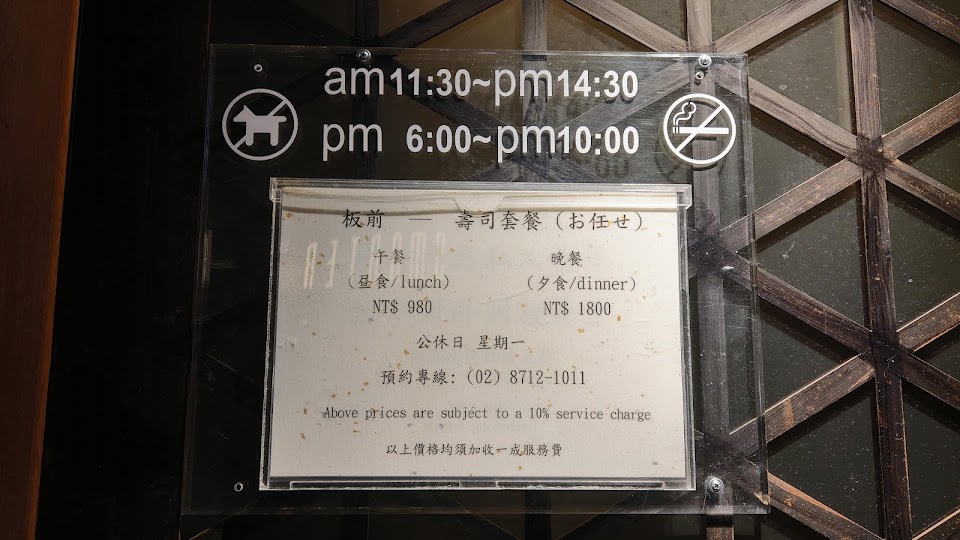 am11:30~pm14:30
pm 6:00~pm10:00
板前 — 壽司套餐 (お任せ)
午餐 晚餐
(昼食/lunch) (夕食/dinner)
NT$ 980 NT$ 1800
公休日 星期一
預約專線: (02) 8712-1011
Above prices are subject to a 10% service charge
以上價格均須加收一成服務費